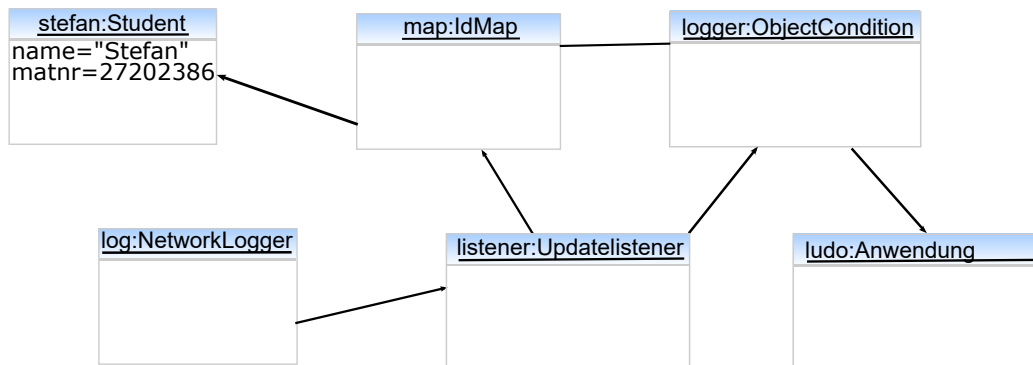 stefan:Student
name="Stefan"
matnr=27202386
map:IdMap
logger:ObjectCondition
log:NetworkLogger
listener:Updatelistener
ludo:Anwendung